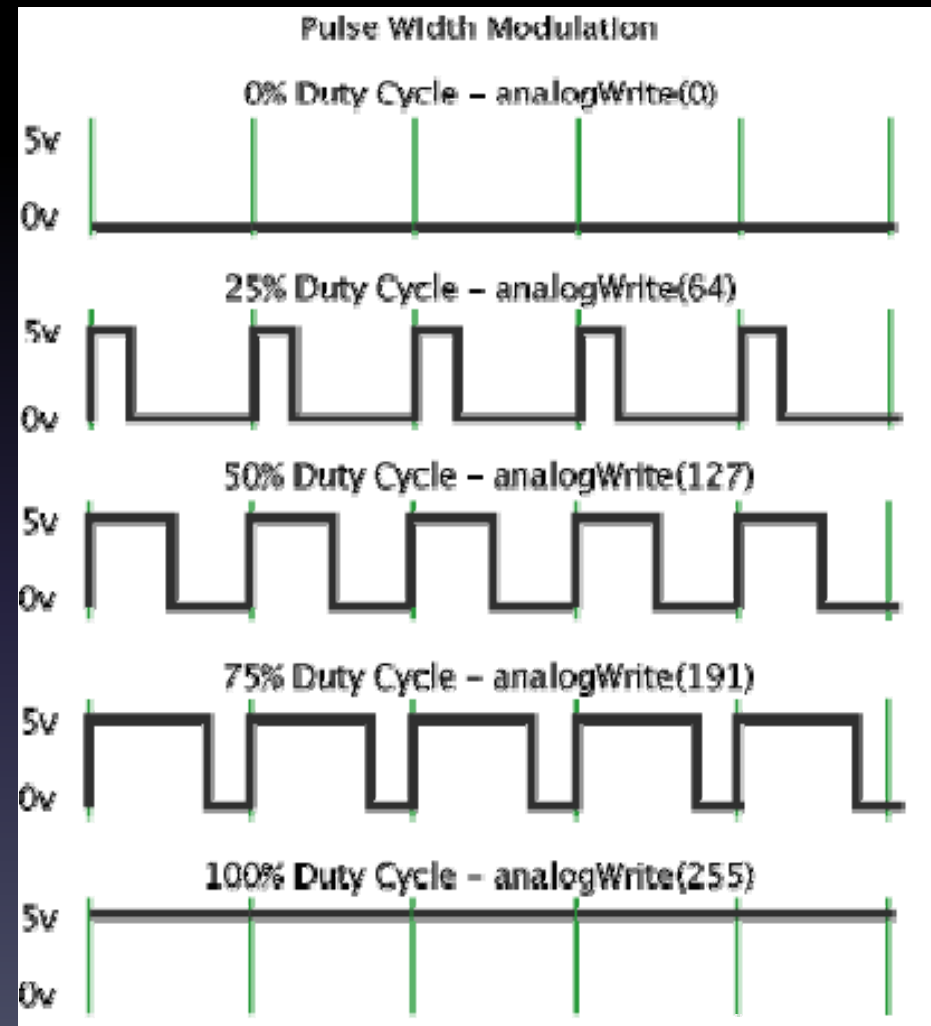 Pulse Width Modulation
0% Duty Cycle – analogWrite(0)
5v
0v
25% Duty Cycle – analogWrite(64)
5v
0v
50% Duty Cycle – analogWrite(127)
5v
0v
75% Duty Cycle – analogWrite(191)
5v
0v
100% Duty Cycle – analogWrite(255)
5v
0v